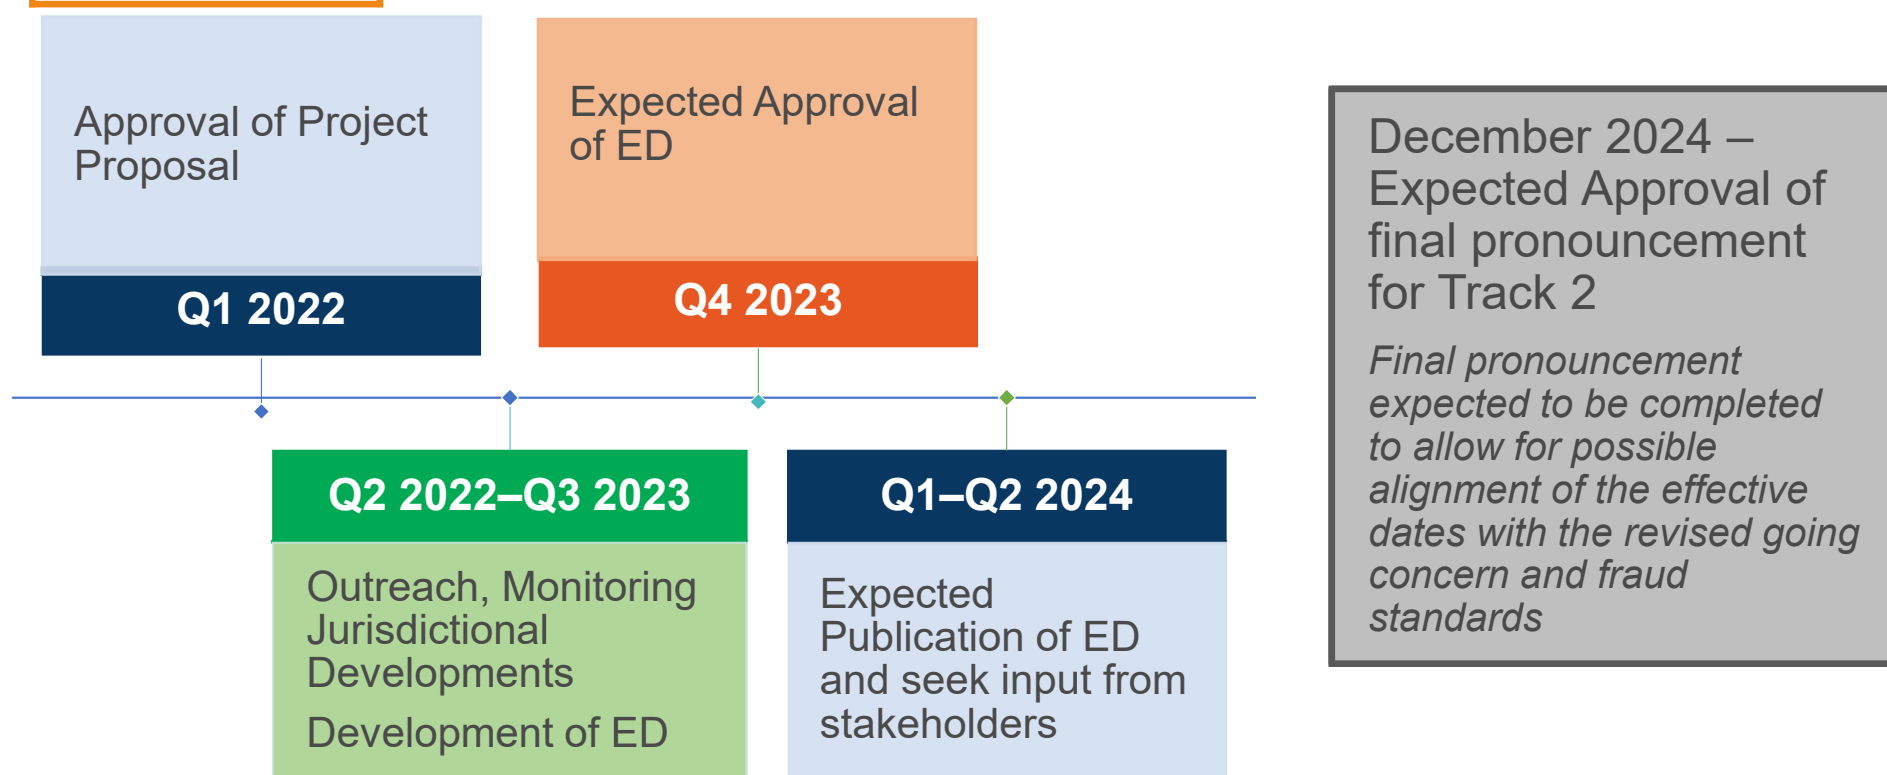 Approval of Project
Proposal
Q1 2022
Expected Approval
of ED
Q4 2023
Q2 2022–Q3 2023
Outreach, Monitoring
Jurisdictional
Developments
Development of ED
Q1–Q2 2024
Expected
Publication of ED
and seek input from
stakeholders
December 2024 –
Expected Approval of
final pronouncement
for Track 2
Final pronouncement
expected to be completed
to allow for possible
alignment of the effective
dates with the revised going
concern and fraud
standards